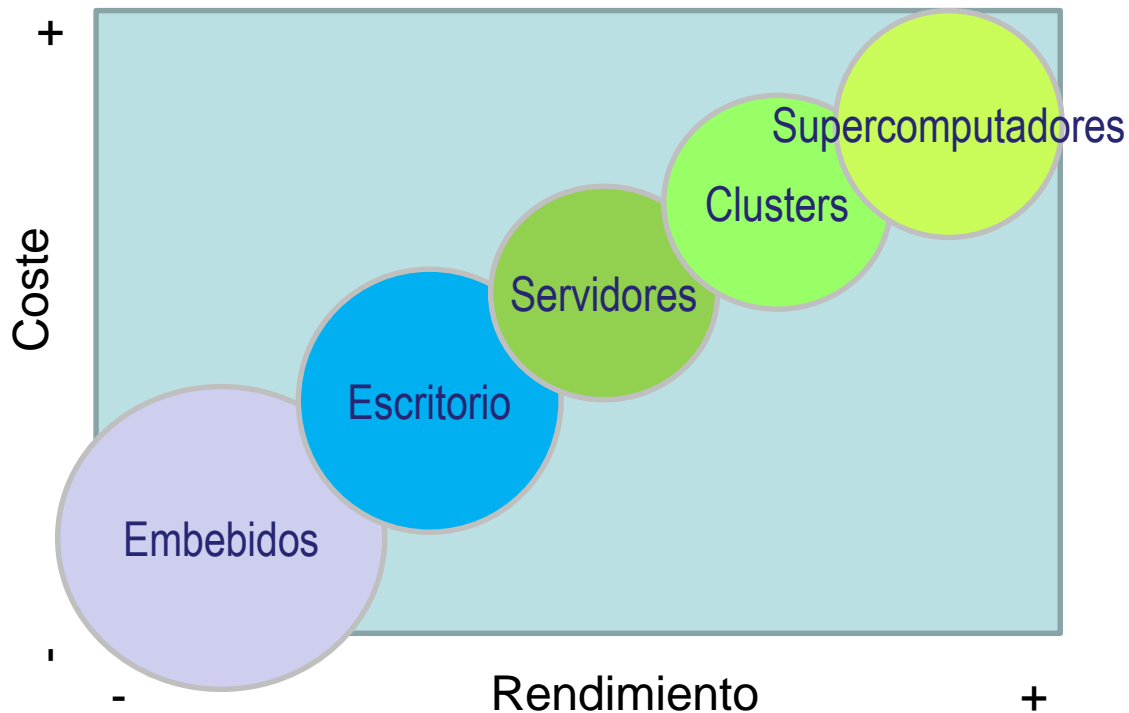 +
Supercomputadores
Clusters
Servidores
Coste
Escritorio
Embebidos
-
- Rendimiento +